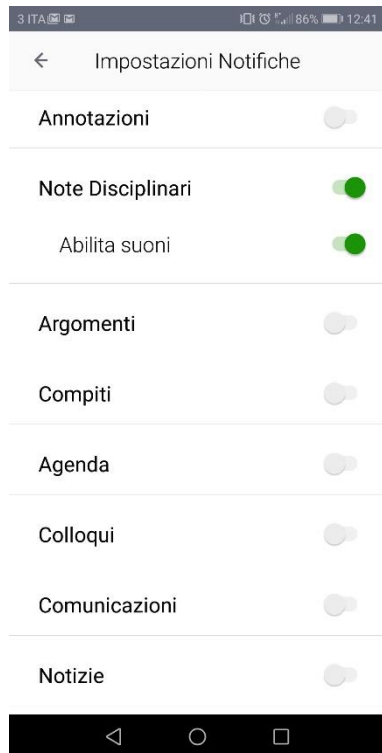 3 ITA 86% 12:41
Impostazioni Notifiche
Annotazioni
Note Disciplinari
Abilita suoni
Argomenti
Compiti
Agenda
Colloqui
Comunicazioni
Notizie